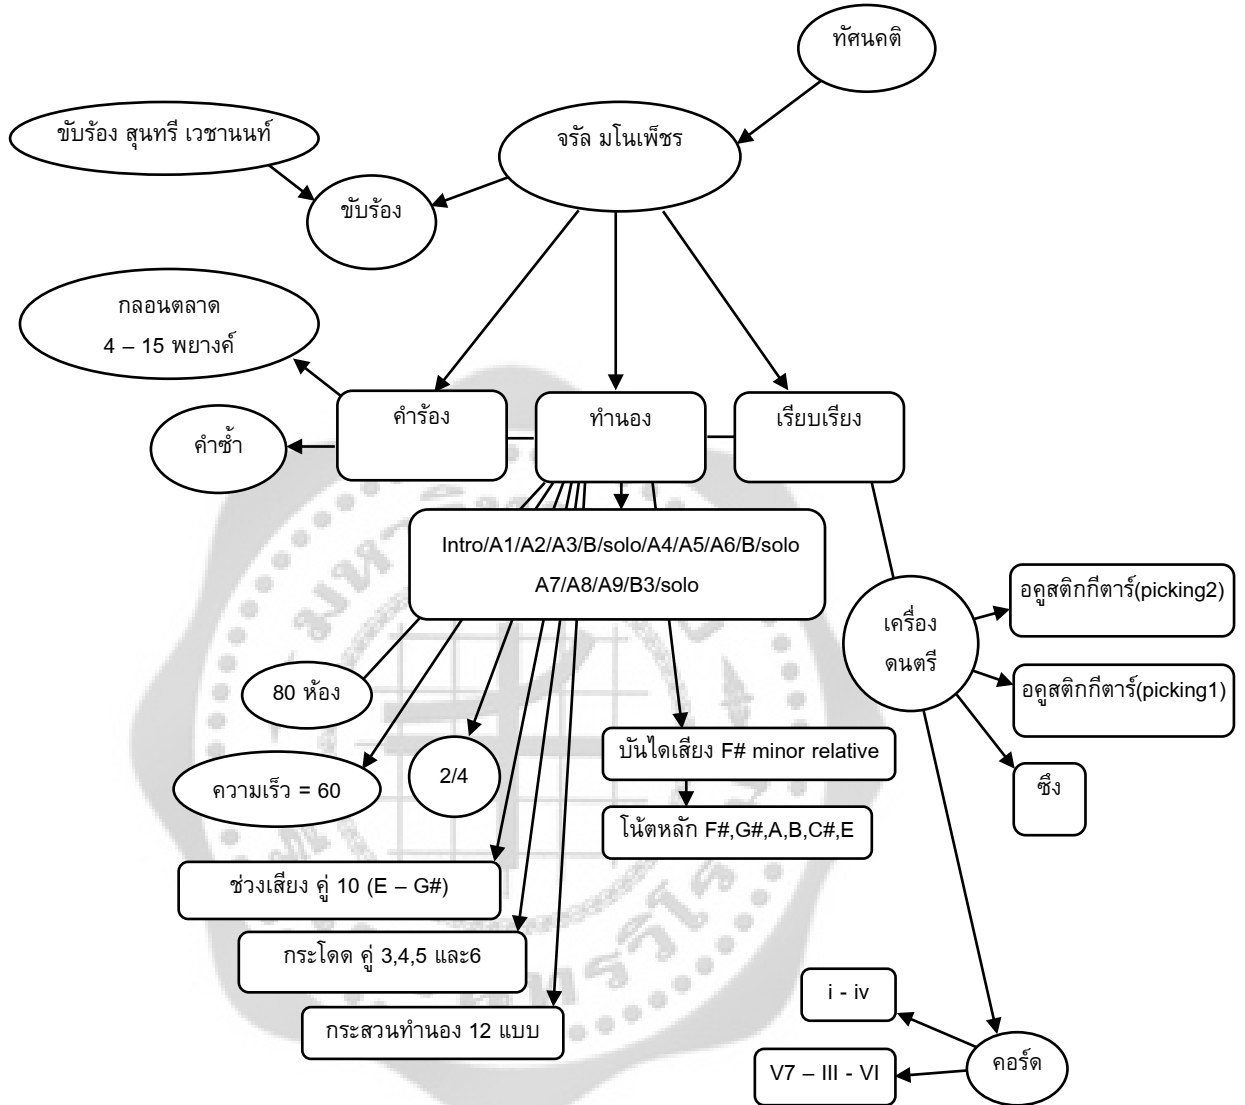 ทัศนคติ
ขับร้อง สุนทรี เวชานนท์
จรัล มโนเพ็ชร
ขับร้อง
กลอนตลาด
4 – 15 พยางค์
คำร้อง
ทำนอง
เรียบเรียง
คำซ้ำ
Intro/A1/A2/A3/B/solo/A4/A5/A6/B/solo
A7/A8/A9/B3/solo
เครื่อง
ดนตรี
อคูสติกกีตาร์(picking2)
อคูสติกกีตาร์(picking1)
ซึง
80 ห้อง
ความเร็ว = 60
2/4
บันไดเสียง F# minor relative
โน้ตหลัก F#,G#,A,B,C#,E
ช่วงเสียง คู่ 10 (E – G#)
กระโดด คู่ 3,4,5 และ6
กระสวนทำนอง 12 แบบ
i - iv
V7 – III - VI
คอร์ด